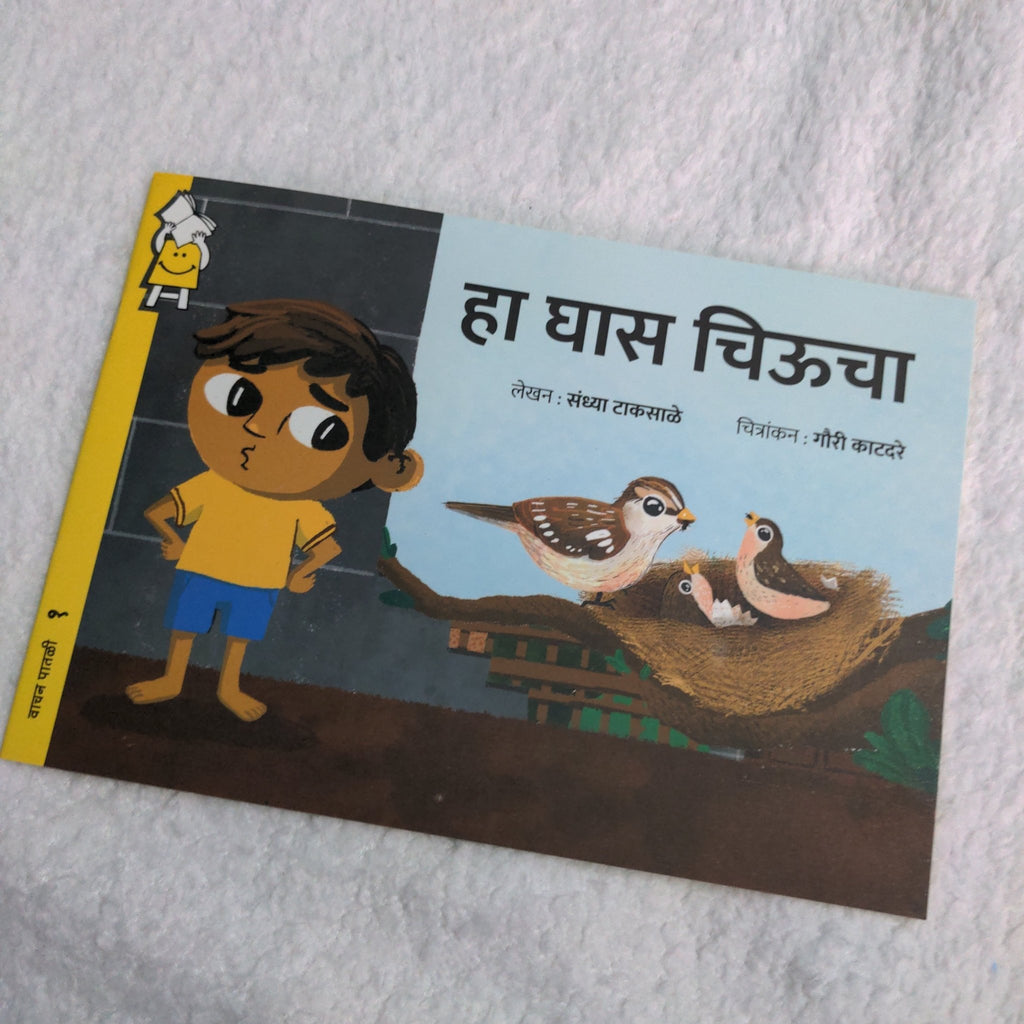 हा घास चिऊचा
लेखन : संध्या टाकसाळे
चित्रांकन : गौरी काटदरे
वाचन पातळी १